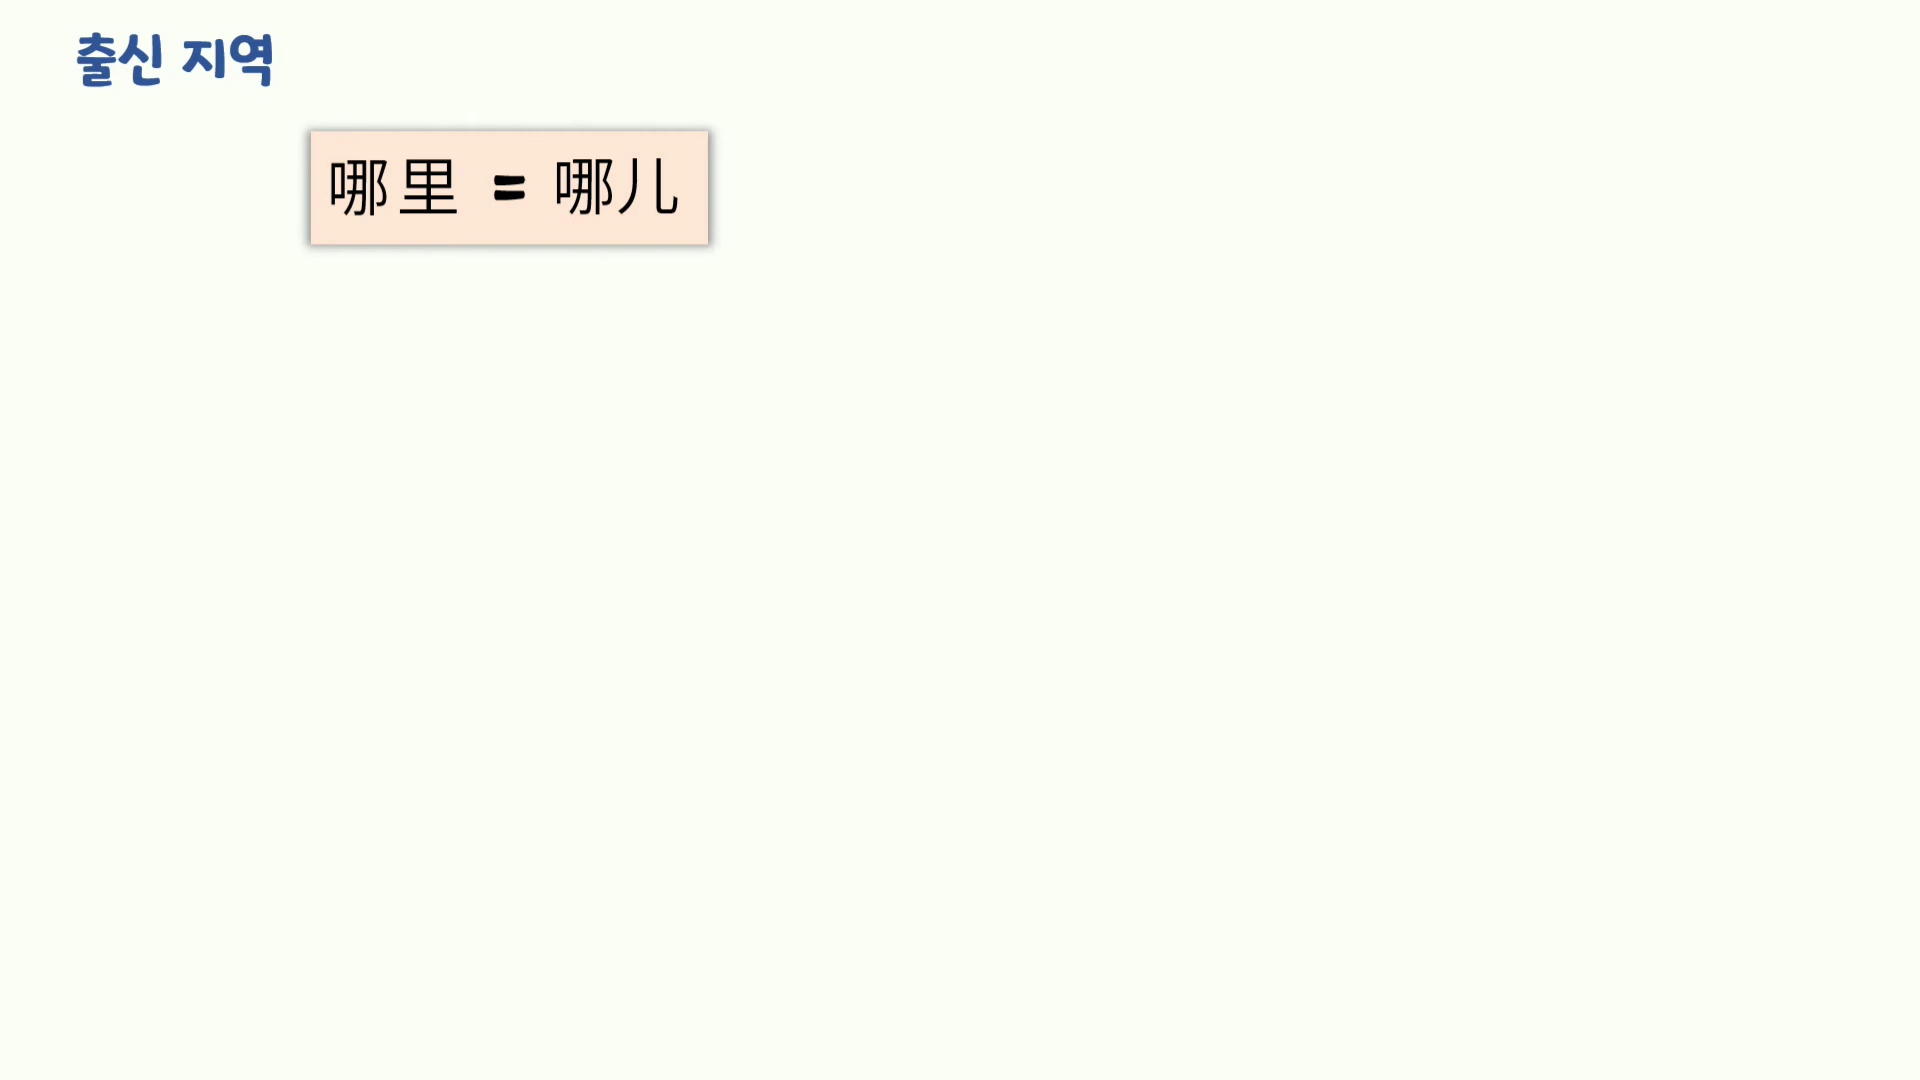 출신 지역
哪里 = 哪儿